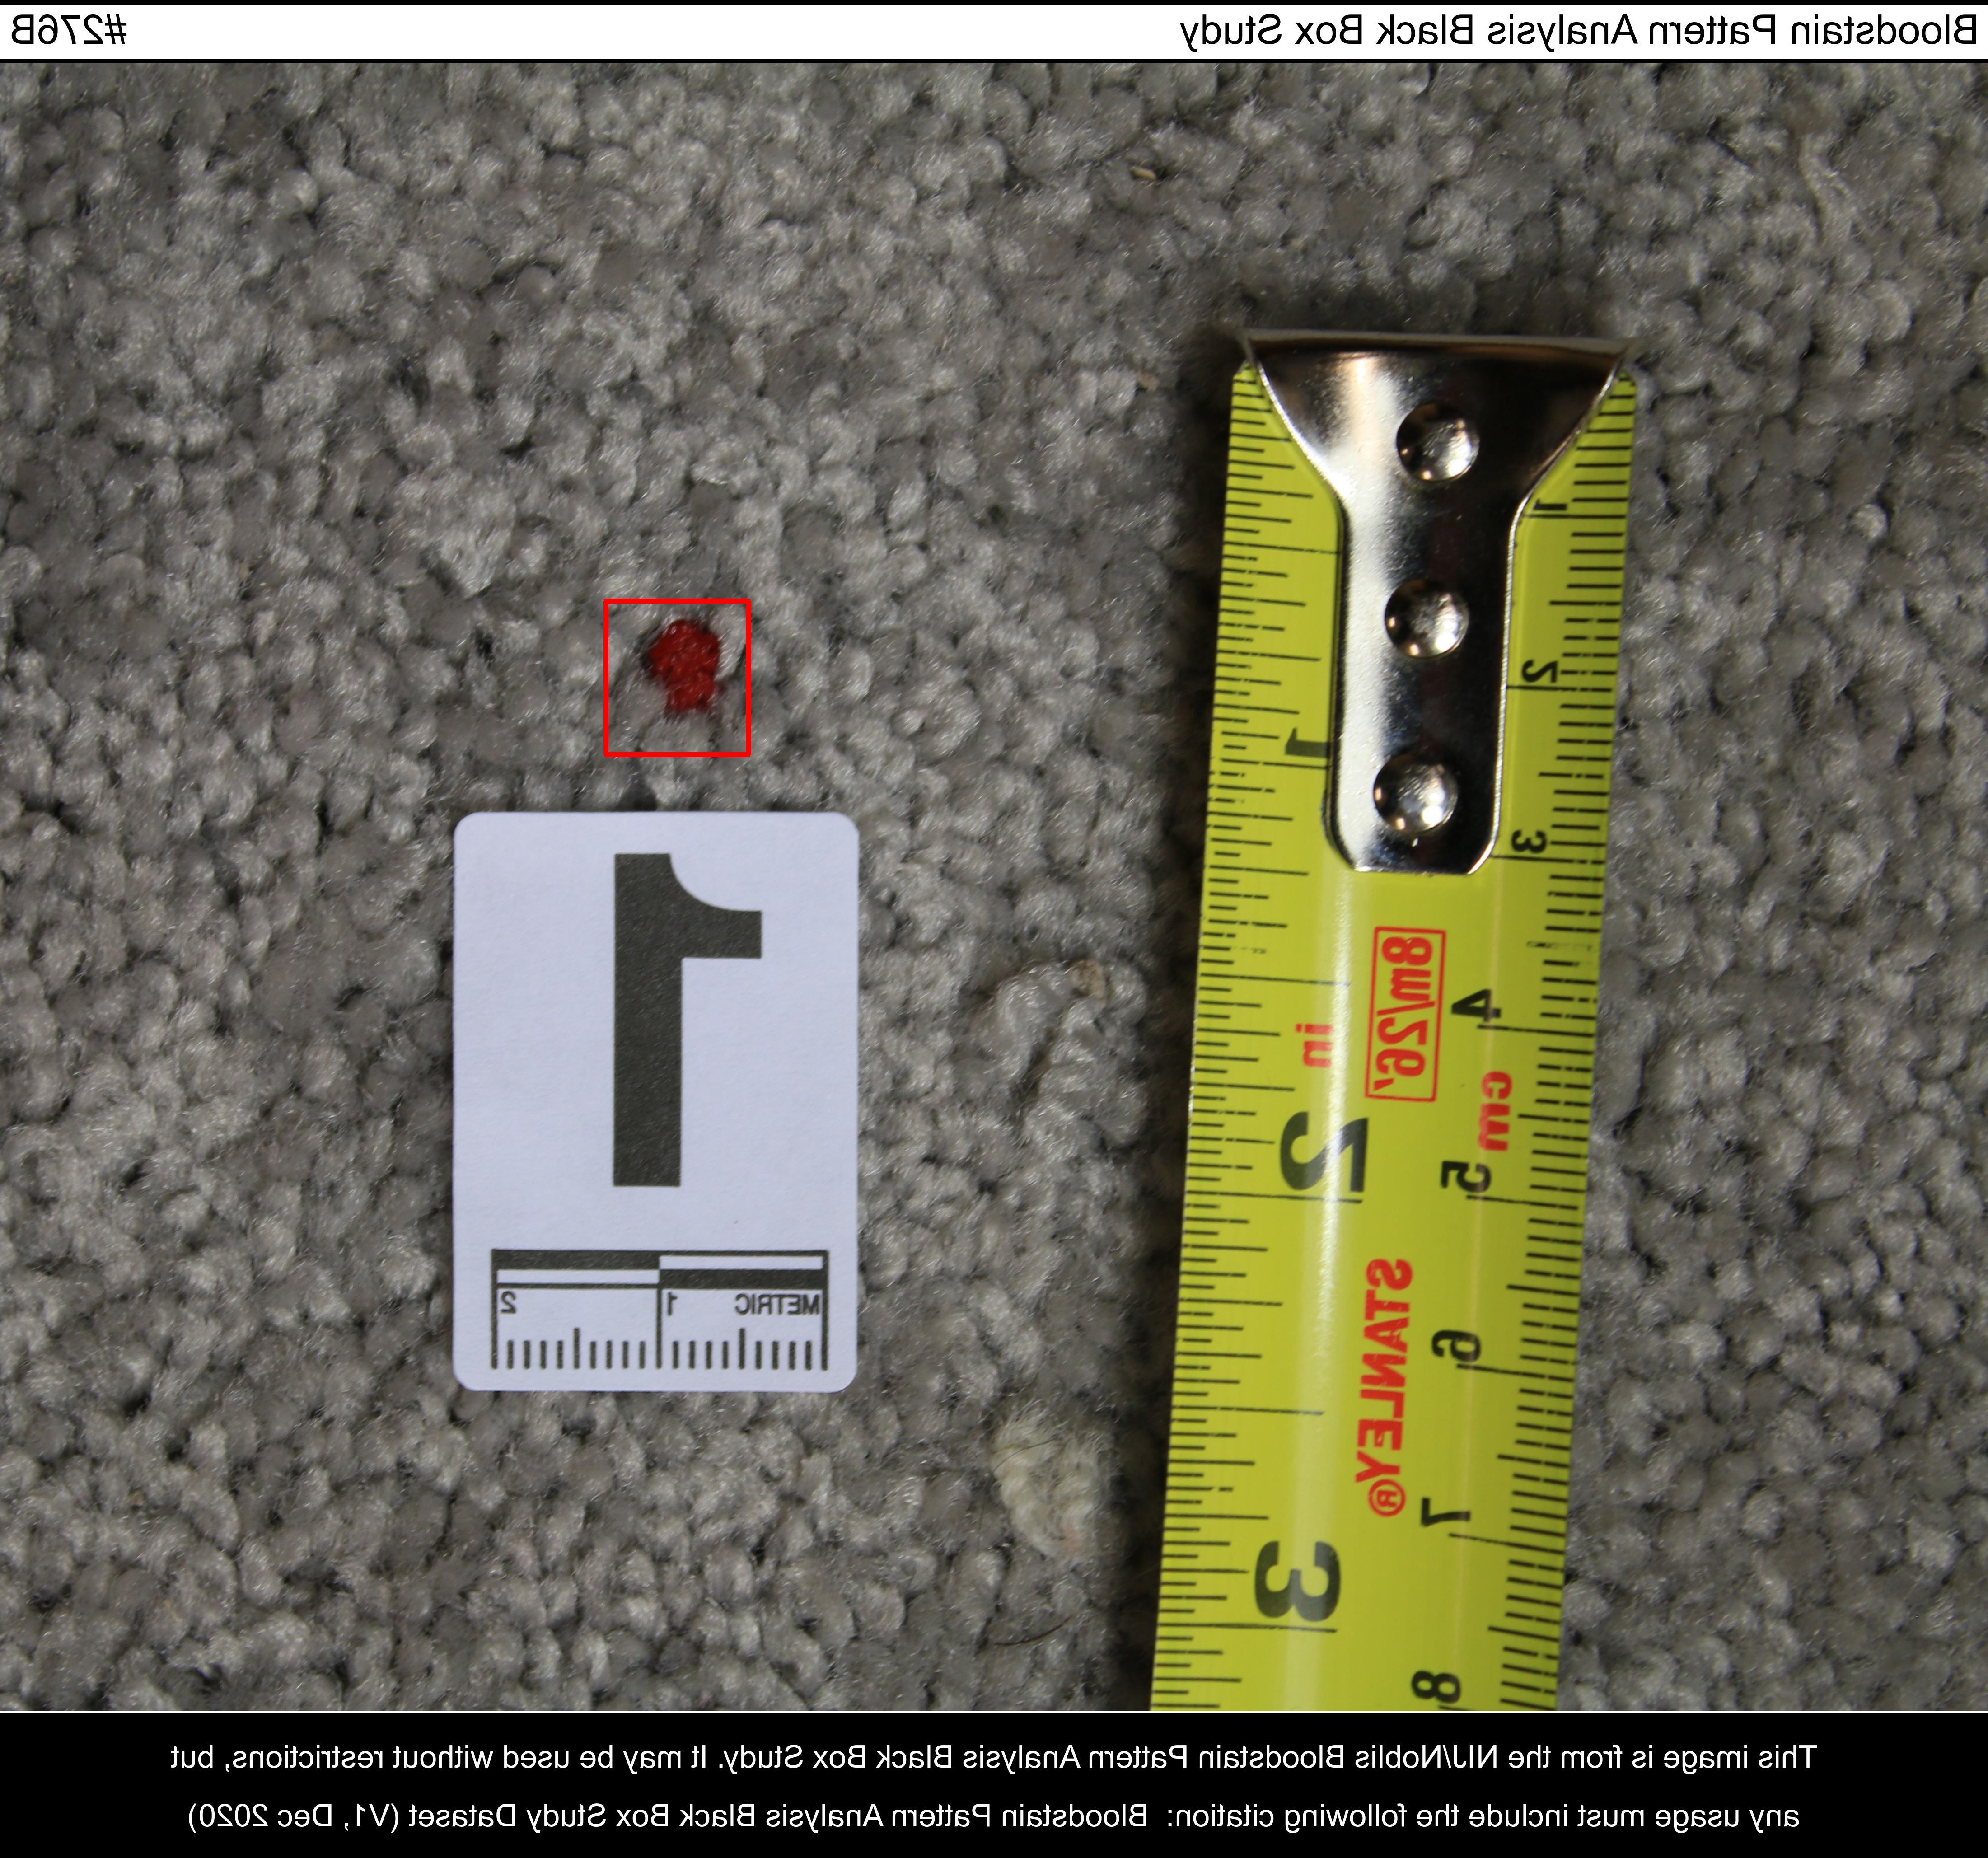 Bloodstain Pattern Analysis Black Box Study #276B
1
2
1
3
8m/26'
4
in
cm
2
5
1
STANLEY®
METRIC 1 2
6
7
3
8
This image is from the NIJ/Noblis Bloodstain Pattern Analysis Black Box Study. It may be used without restrictions, but
any usage must include the following citation: Bloodstain Pattern Analysis Black Box Study Dataset (V1, Dec 2020)